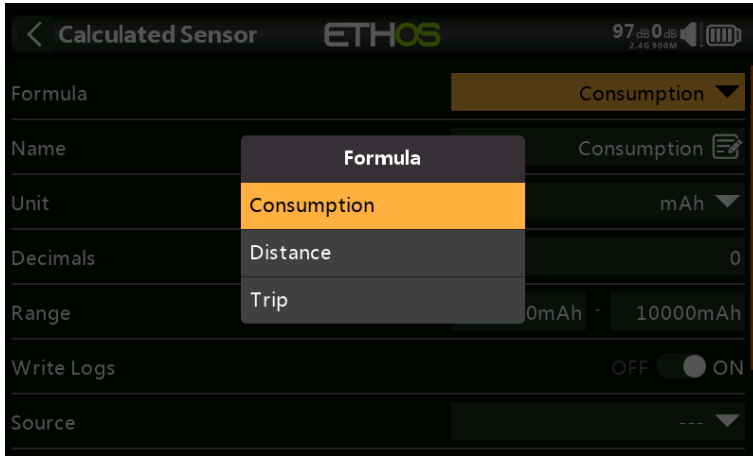 Calculated Sensor ETHOS 97dB 0dB
2.4G 900M
Formula Consumption
Name Consumption
Formula
Unit mAh
Consumption
Decimals 0
Distance
Trip
Range 0mAh - 10000mAh
Write Logs OFF ON
Source ---